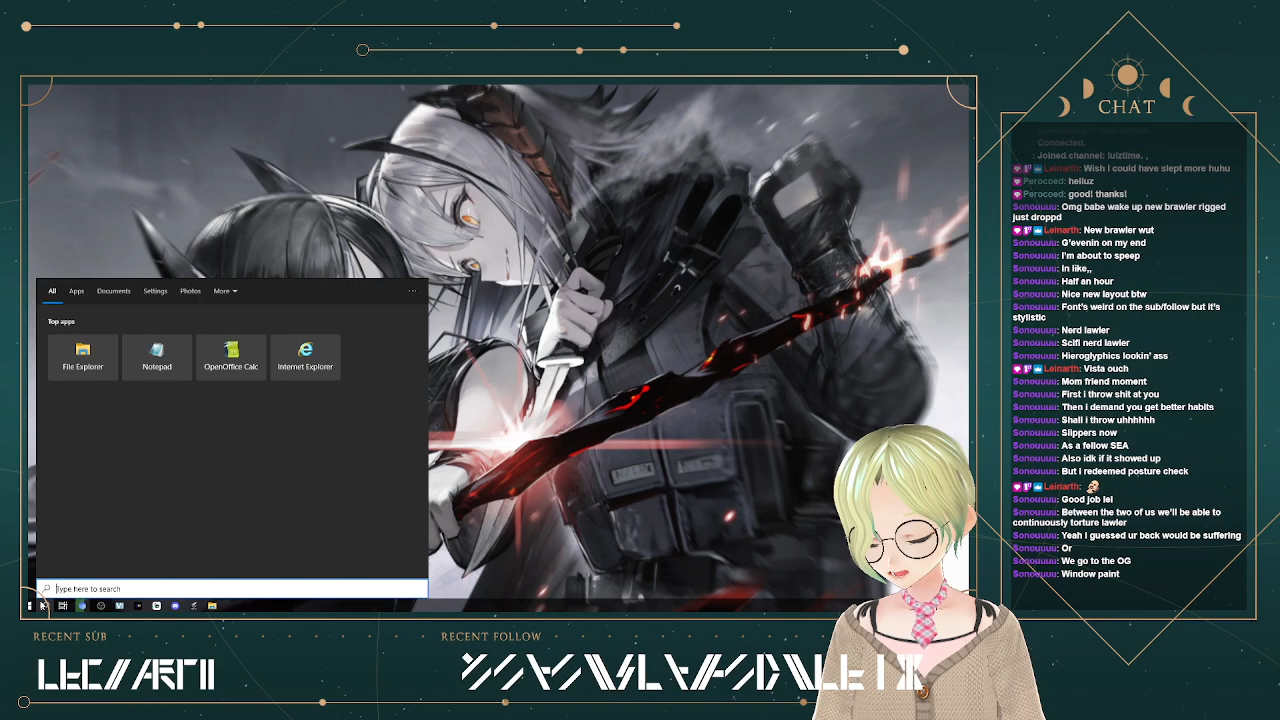 CHAT
: Connected.
: Joined channel: lulztime. ,
Leinarth: Wish I could have slept more huhu
Perocoed: helluz
Perocoed: good! thanks!
Sonouuuu: Omg babe wake up new brawler rigged
just droppd
Leinarth: New brawler wut
Sonouuuu: G'evenin on my end
Sonouuuu: I'm about to speep
Sonouuuu: In like,,
Sonouuuu: Half an hour
Sonouuuu: Nice new layout btw
Sonouuuu: Font's weird on the sub/follow but it's
stylistic
Sonouuuu: Nerd lawler
Sonouuuu: Scifi nerd lawler
Sonouuuu: Hieroglyphics lookin' ass
Leinarth: Vista ouch
Sonouuuu: Mom friend moment
Sonouuuu: First i throw shit at you
Sonouuuu: Then i demand you get better habits
Sonouuuu: Shall i throw uhhhhhh
Sonouuuu: Slippers now
Sonouuuu: As a fellow SEA
Sonouuuu: Also idk if it showed up
Sonouuuu: But i redeemed posture check
Leinarth:
Sonouuuu: Good job lei
Sonouuuu: Between the two of us we'll be able to
continuously torture lawler
Sonouuuu: Yeah i guessed ur back would be suffering
Sonouuuu: Or
Sonouuuu: We go to the OG
Sonouuuu: Window paint
All Apps Documents Settings Photos More
Top apps
File Explorer Notepad OpenOffice Calc Internet Explorer
Type here to search
RECENT SUB
RECENT FOLLOW